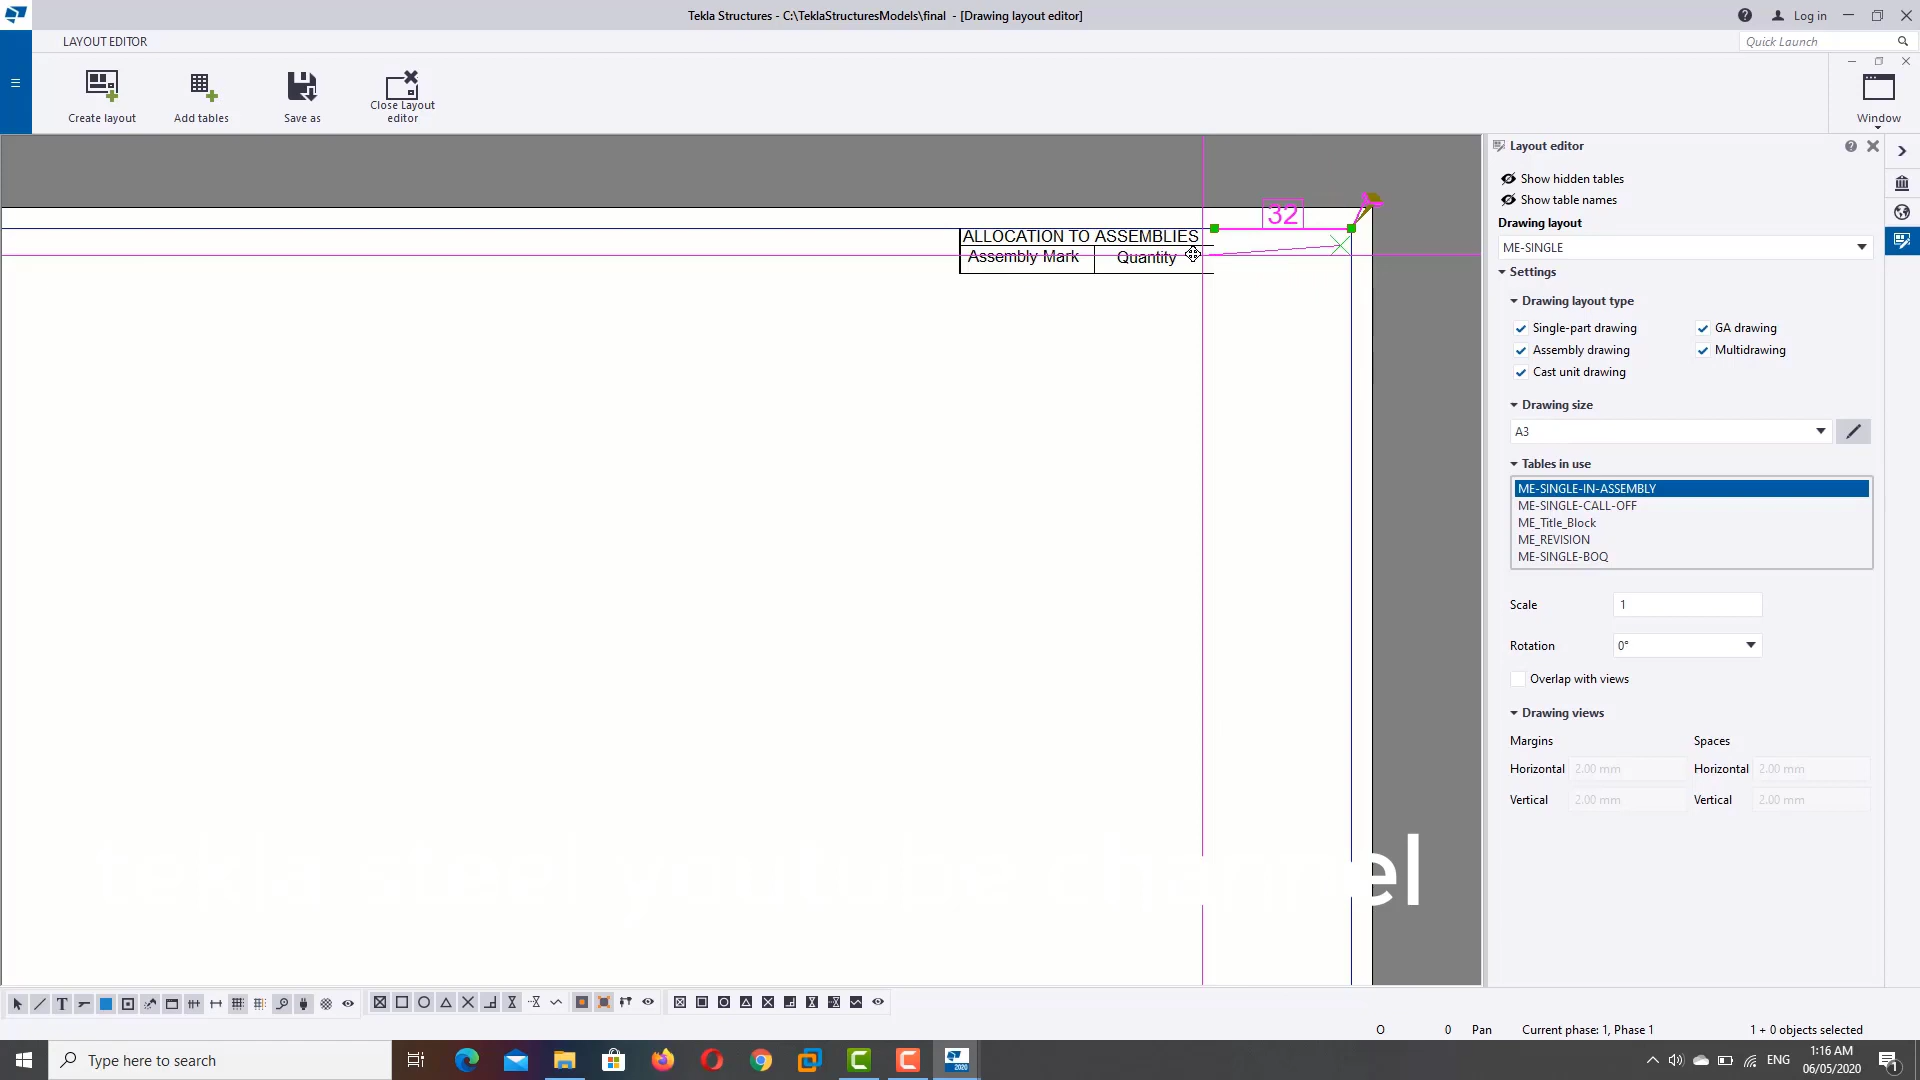 Tekla Structures - C:\TeklaStructuresModels\final - [Drawing layout editor]
Log in
LAYOUT EDITOR
Quick Launch
Create layout
Add tables
Save as
Close Layout editor
Window
Layout editor
Show hidden tables
Show table names
Drawing layout
ME-SINGLE
Settings
Drawing layout type
Single-part drawing
GA drawing
Assembly drawing
Multidrawing
Cast unit drawing
Drawing size
A3
Tables in use
ME-SINGLE-IN-ASSEMBLY
ME-SINGLE-CALL-OFF
ME_Title_Block
ME_REVISION
ME-SINGLE-BOQ
Scale
1
Rotation
0°
Overlap with views
Drawing views
Margins
Spaces
Horizontal 2.00 mm
Horizontal 2.00 mm
Vertical 2.00 mm
Vertical 2.00 mm
32
ALLOCATION TO ASSEMBLIES
Assembly Mark
Quantity
el
O
0
Pan
Current phase: 1, Phase 1
1 + 0 objects selected
Type here to search
2020
ENG
1:16 AM
06/05/2020
1